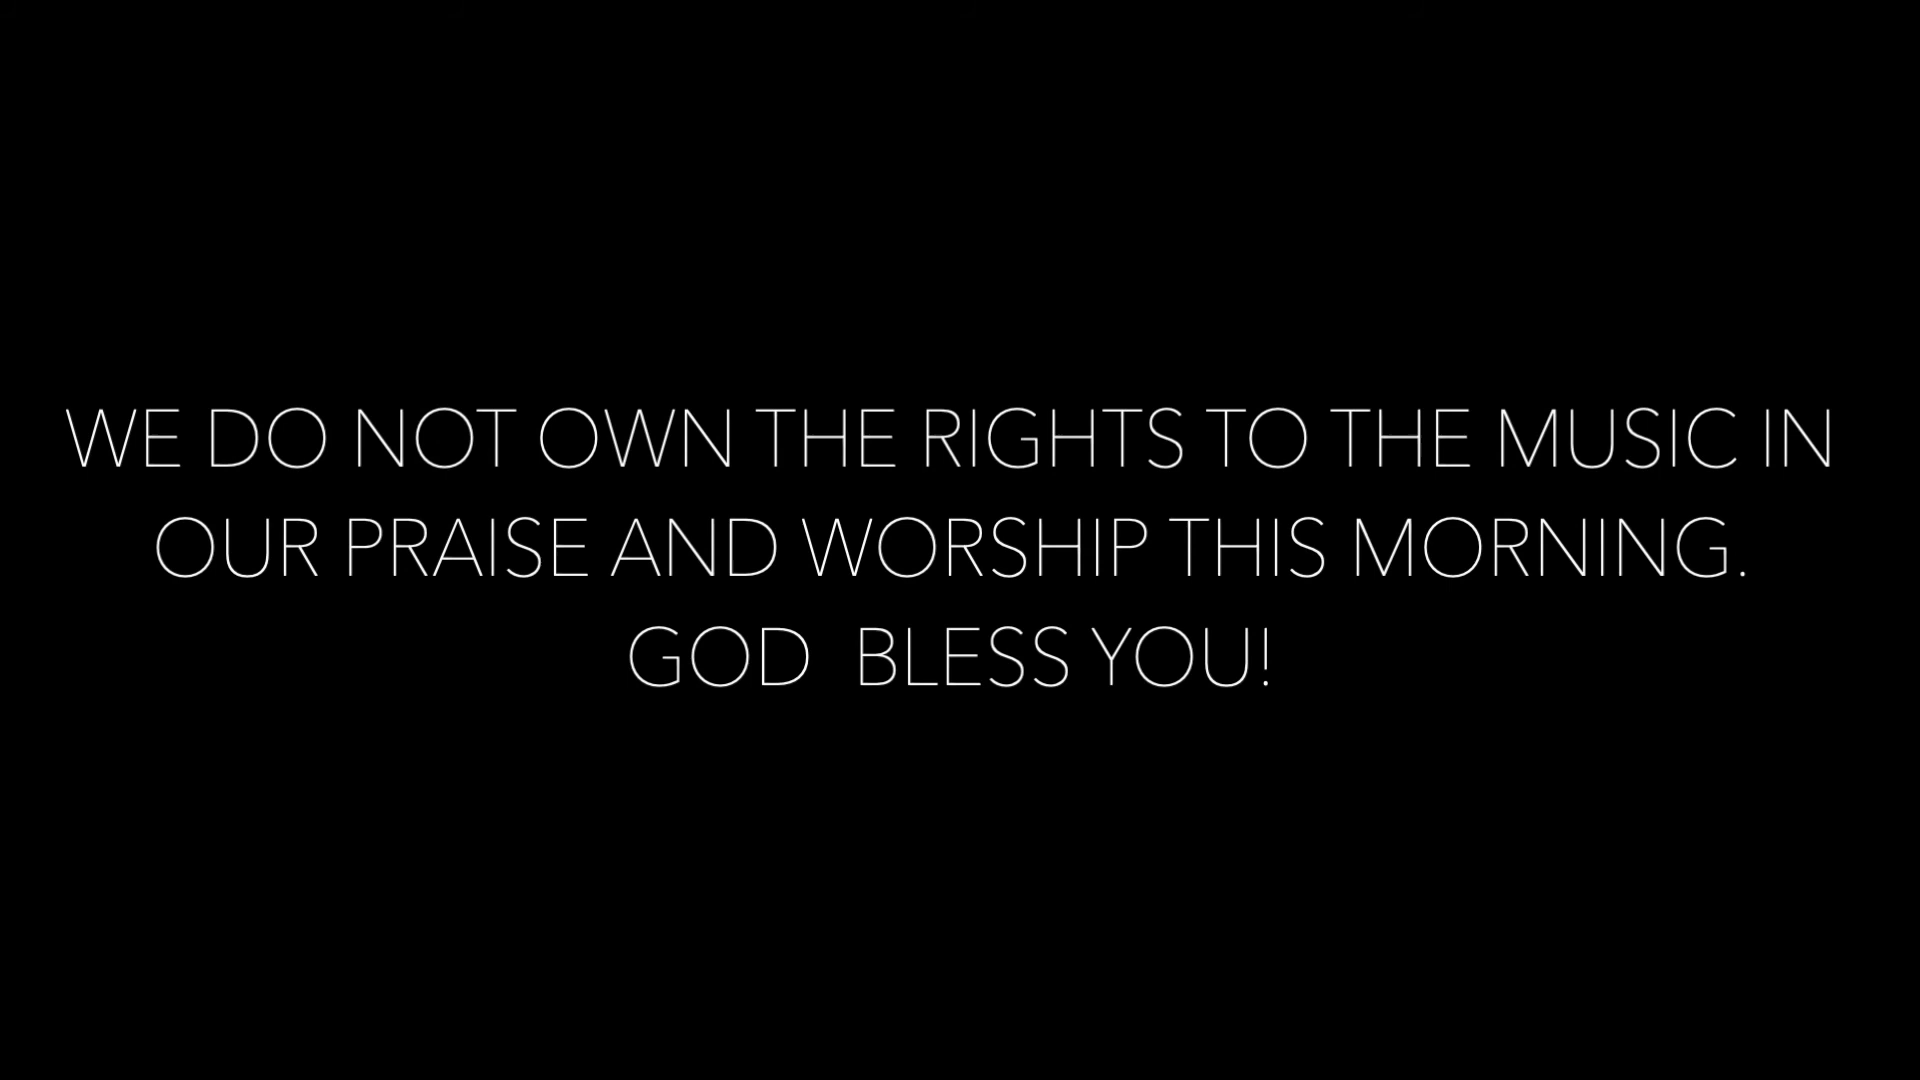 WE DO NOT OWN THE RIGHTS TO THE MUSIC IN
OUR PRAISE AND WORSHIP THIS MORNING.
GOD  BLESS YOU!